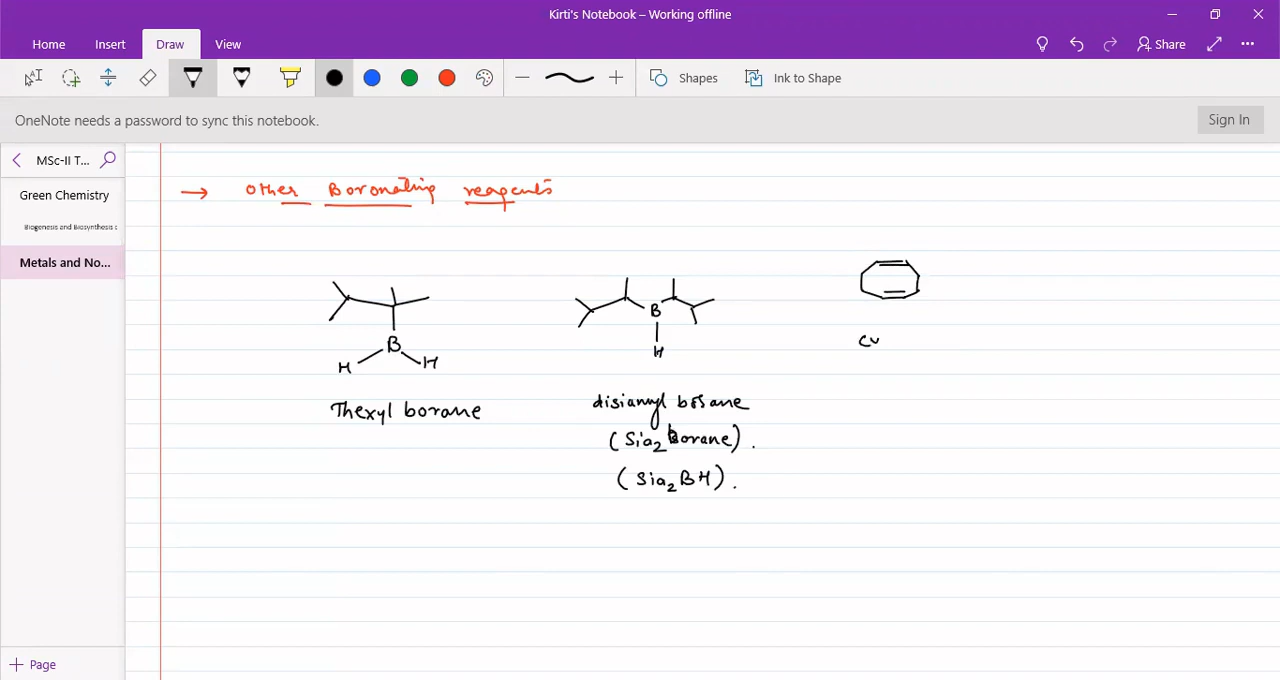 Kirti's Notebook – Working offline
Home Insert Draw View
Share
Shapes Ink to Shape
OneNote needs a password to sync this notebook.
Sign In
MSc-II T...
Green Chemistry
Biogenesis and Biosynthesis
Metals and No...
Page
→ Other Boronating reagents
B
H H
Thexyl borane
B
H
disiamyl borane
(Sia2 Borane).
(Sia2BH).